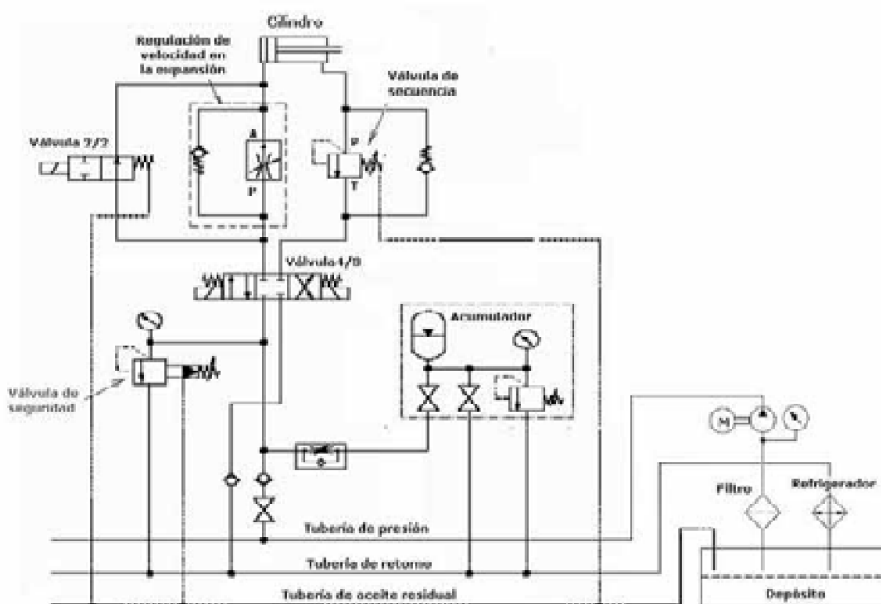 Cilindro
Regulación de
velocidad en
la expansión
Válvula de
secuencia
Válvula 2/2
A
P
P
T
Válvula 4/3
Acumulador
Válvula de
seguridad
M
Filtro
Refrigerador
Tubería de presión
Tubería de retorno
Tubería de aceite residual
Depósito